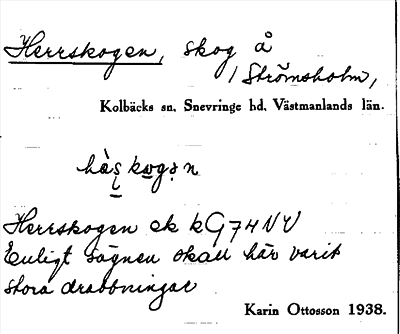 Herrskogen, skog å
/ Strömsholm,
Kolbäcks sn. Snevringe hd. Västmanlands län.
Herrskogen ek kG74NV
Enligt sägnen skall här varit
stora drabbningar
Karin Ottosson 1938.